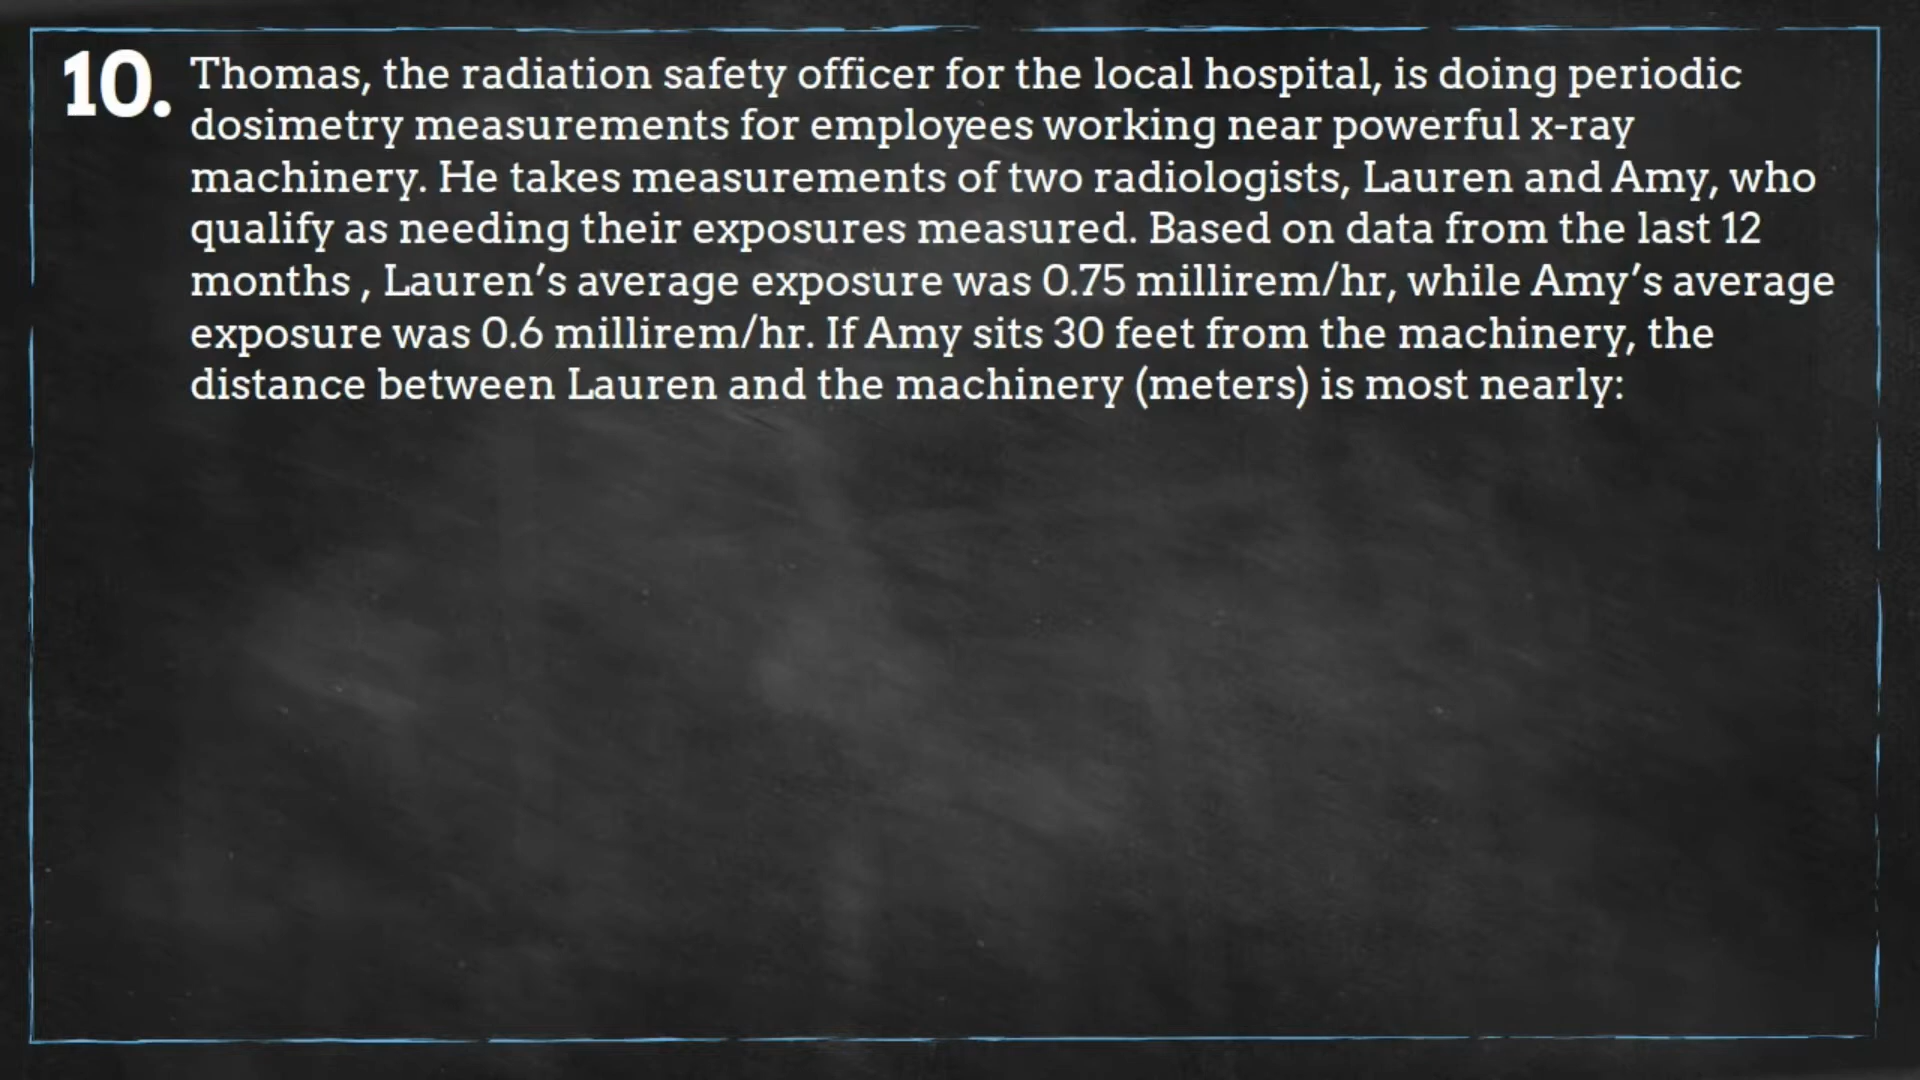 10. Thomas, the radiation safety officer for the local hospital, is doing periodic
dosimetry measurements for employees working near powerful x-ray
machinery. He takes measurements of two radiologists, Lauren and Amy, who
qualify as needing their exposures measured. Based on data from the last 12
months , Lauren’s average exposure was 0.75 millirem/hr, while Amy’s average
exposure was 0.6 millirem/hr. If Amy sits 30 feet from the machinery, the
distance between Lauren and the machinery (meters) is most nearly: